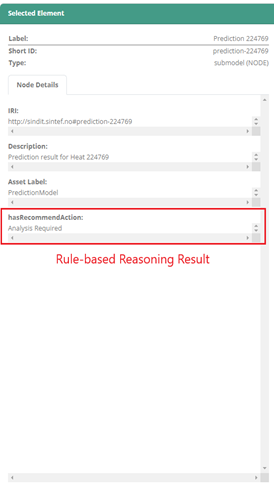 Selected Element
Label: Prediction 224769
Short ID: prediction-224769
Type: submodel (NODE)
Node Details
IRI:
http://sindit.sintef.no#prediction-224769
Description:
Prediction result for Heat 224769
Asset Label:
PredictionModel
hasRecommendAction:
Analysis Required
Rule-based Reasoning Result